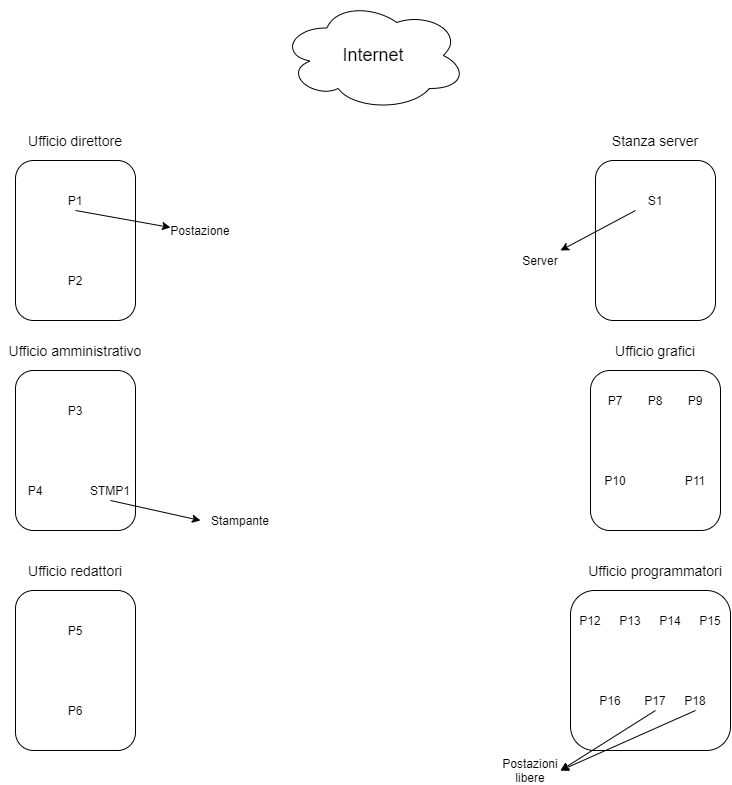 Internet
Ufficio direttore
Stanza server
P1
S1
Postazione
Server
P2
Ufficio amministrativo
Ufficio grafici
P3
P7 P8 P9
P4 STMP1
P10 P11
Stampante
Ufficio redattori
Ufficio programmatori
P5
P12 P13 P14 P15
P6
P16 P17 P18
Postazioni
libere